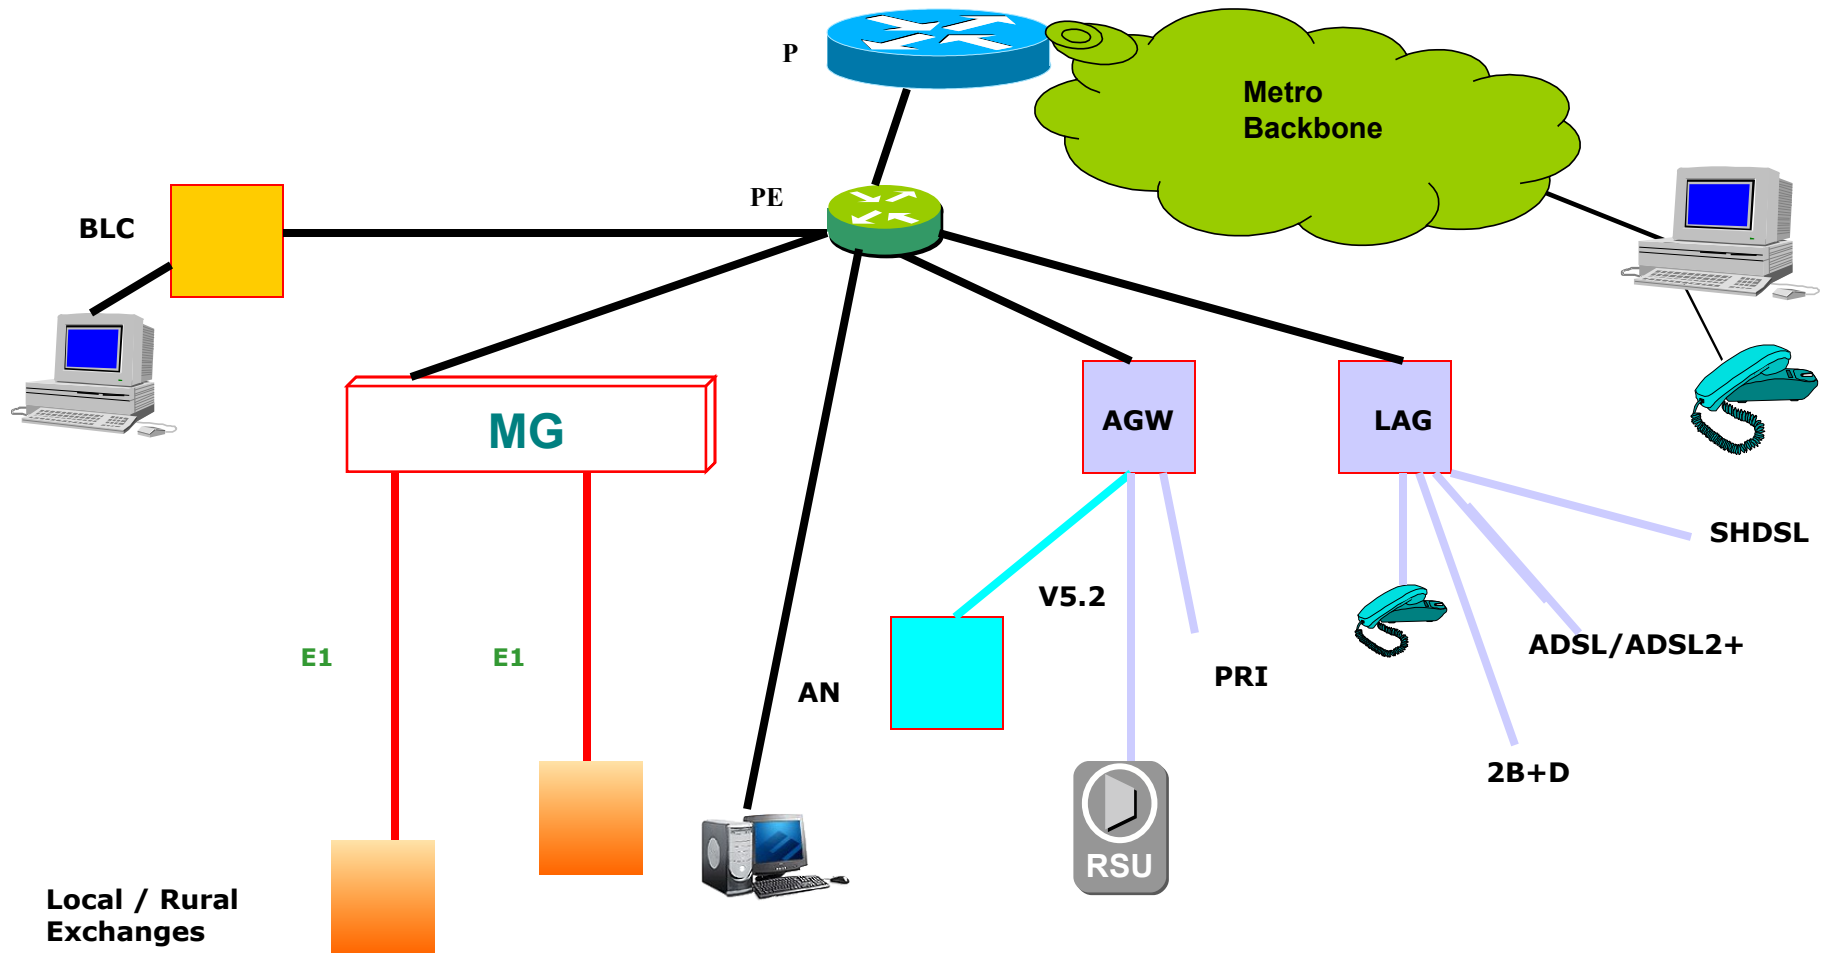 P
Metro
Backbone
PE
BLC
MG
AGW
LAG
SHDSL
V5.2
ADSL/ADSL2+
E1
E1
PRI
AN
2B+D
RSU
Local / Rural
Exchanges